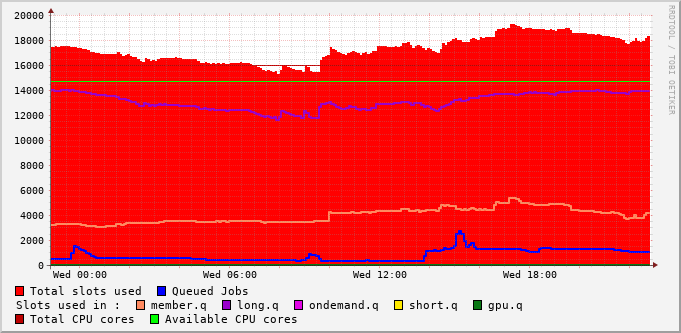 20000
18000
16000
14000
12000
10000
8000
6000
4000
2000
0
Wed 00:00 Wed 06:00 Wed 12:00 Wed 18:00
RRDTOOL / TOBI OETIKER
Total slots used Queued Jobs
Slots used in : member.q long.q ondemand.q short.q gpu.q
Total CPU cores Available CPU cores